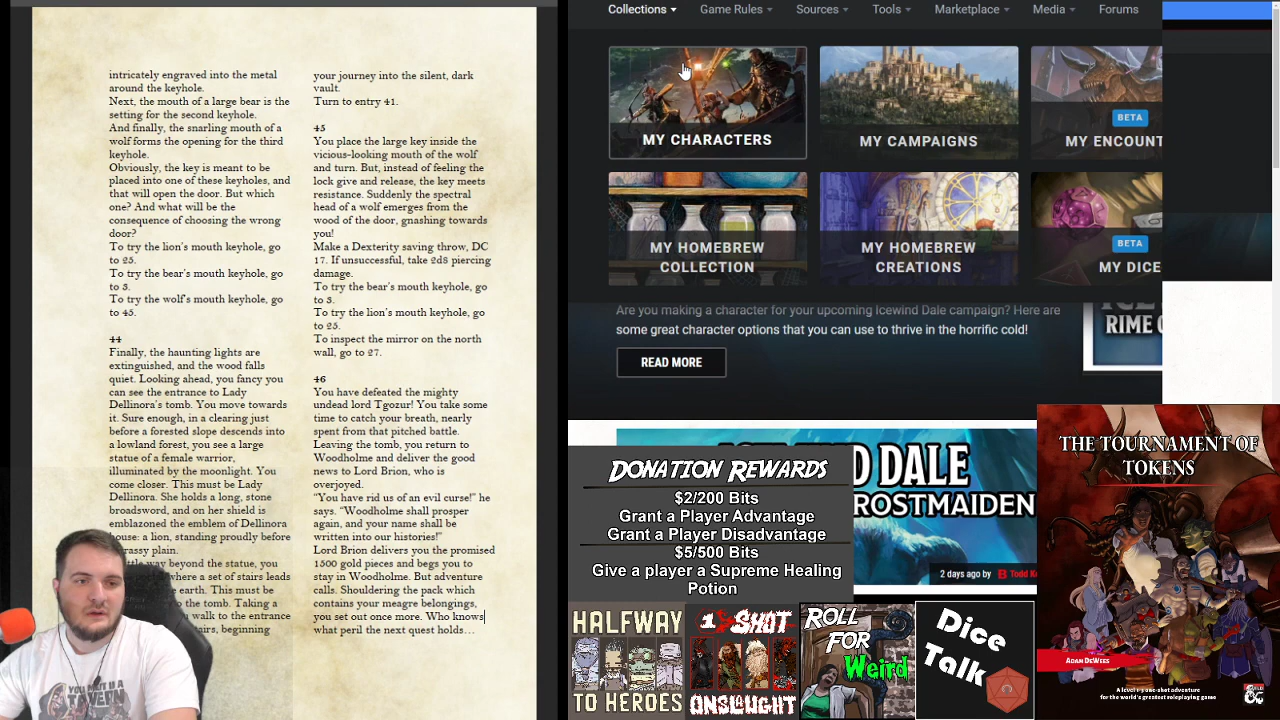 intricately engraved into the metal
around the keyhole.
Next, the mouth of a large bear is the
setting for the second keyhole.
And finally, the snarling mouth of a
wolf forms the opening for the third
keyhole.
Obviously, the key is meant to be
placed into one of these keyholes, and
that will open the door. But which
one? And what will be the
consequence of choosing the wrong
door?
To try the lion's mouth keyhole, go
to 25.
To try the bear's mouth keyhole, go
to 3.
To try the wolf's mouth keyhole, go
to 45.
44
Finally, the haunting lights are
extinguished, and the wood falls
quiet. Looking ahead, you fancy you
can see the entrance to Lady
Dellinora's tomb. You move towards
it. Sure enough, in a clearing just
before a forested slope descends into
a lowland forest, you see a large
statue of a female warrior,
illuminated by the moonlight. You
come closer. This must be Lady
Dellinora. She holds a long, stone
broadsword, and on her shield is
emblazoned the emblem of Dellinora
house: a lion, standing proudly before
grassy plain.
way beyond the statue, you
where a set of stairs leads
earth. This must be
to the tomb. Taking a
you walk to the entrance
stairs, beginning
your journey into the silent, dark
vault.
Turn to entry 41.
45
You place the large key inside the
vicious-looking mouth of the wolf
and turn. But, instead of feeling the
lock give and release, the key meets
resistance. Suddenly the spectral
head of a wolf emerges from the
wood of the door, gnashing towards
you!
Make a Dexterity saving throw, DC
17. If unsuccessful, take 2d8 piercing
damage.
To try the bear's mouth keyhole, go
to 3.
To try the lion's mouth keyhole, go
to 25.
To inspect the mirror on the north
wall, go to 27.
46
You have defeated the mighty
undead lord Tgozur! You take some
time to catch your breath, nearly
spent from that pitched battle.
Leaving the tomb, you return to
Woodholme and deliver the good
news to Lord Brion, who is
overjoyed.
"You have rid us of an evil curse!" he
says. "Woodholme shall prosper
again, and your name shall be
written into our histories!"
Lord Brion delivers you the promised
1500 gold pieces and begs you to
stay in Woodholme. But adventure
calls. Shouldering the pack which
contains your meagre belongings,
you set out once more. Who knows
what peril the next quest holds…
Collections Game Rules Sources Tools Marketplace Media Forums
MY CHARACTERS
MY CAMPAIGNS
BETA
MY ENCOUNT
MY HOMEBREW
COLLECTION
MY HOMEBREW
CREATIONS
BETA
MY DICE
Are you making a character for your upcoming Icewind Dale campaign? Here are
some great character options that you can use to thrive in the horrific cold!
READ MORE
RIME O
D DALE
ROSTMAIDEN
2 days ago by Todd
DONATION REWARDS
$2/200 Bits
Grant a Player Advantage
Grant a Player Disadvantage
$5/500 Bits
Give a player a Supreme Healing
Potion
HALFWAY
TO HEROES
1 SHOT
ONSLAUGHT
ROLL
FOR
Weird
Dice
Talk
THE TOURNAMENT OF
TOKENS
ADAM DEWEES
A level 1 one-shot adventure
for the world's greatest roleplaying game